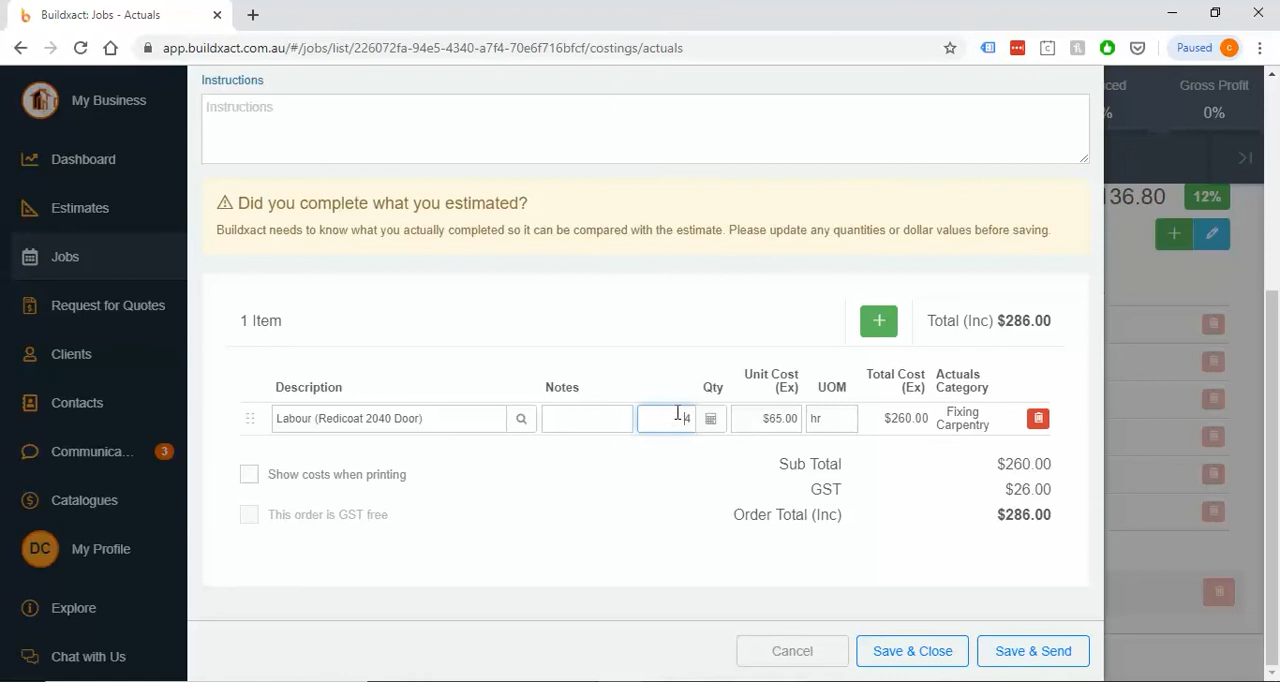 Buildxact: Jobs - Actuals
app.buildxact.com.au/#/jobs/list/226072fa-94e5-4340-a7f4-70e6f716bfcf/costings/actuals
Paused
C
My Business
Dashboard
Estimates
Jobs
Request for Quotes
Clients
Contacts
Communica... 3
Catalogues
DC My Profile
Explore
Chat with Us
Instructions
Instructions
Did you complete what you estimated?
Buildxact needs to know what you actually completed so it can be compared with the estimate. Please update any quantities or dollar values before saving.
1 Item
Total (Inc) $286.00
Description Notes Qty Unit Cost (Ex) UOM Total Cost (Ex) Actuals Category
Labour (Redicoat 2040 Door) 4 $65.00 hr $260.00 Fixing Carpentry
Show costs when printing
This order is GST free
Sub Total $260.00
GST $26.00
Order Total (Inc) $286.00
Cancel Save & Close Save & Send
Gross Profit
% 0%
136.80 12%